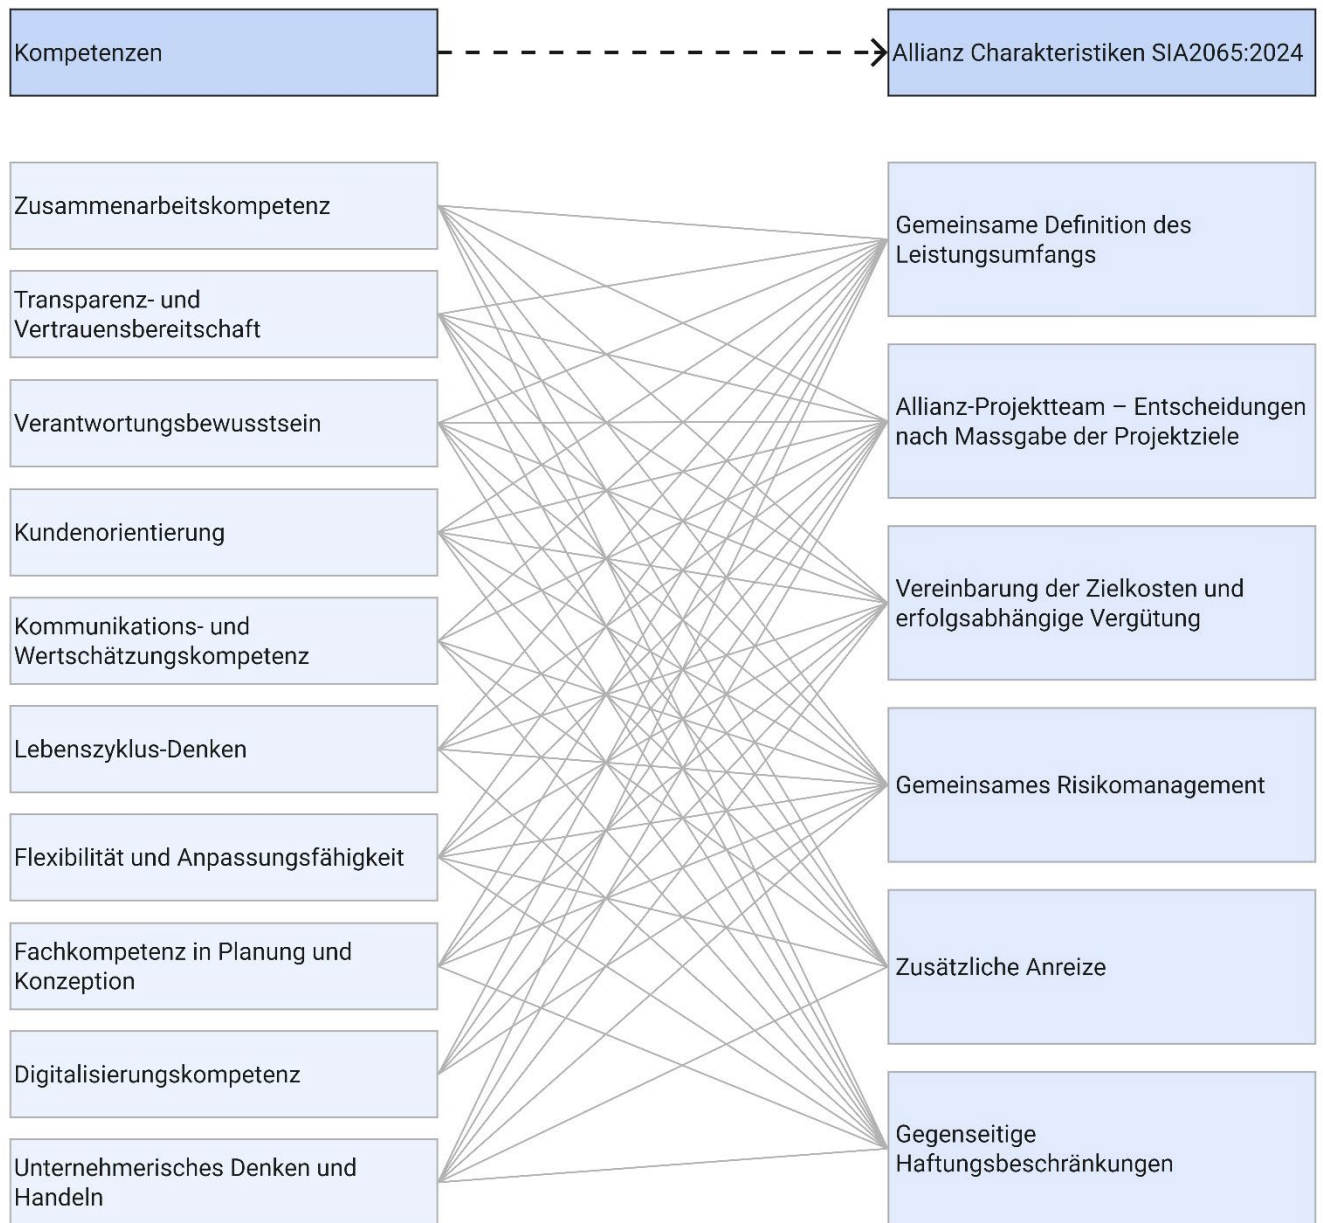 Kompetenzen
Allianz Charakteristiken SIA2065:2024
Zusammenarbeitskompetenz
Transparenz- und
Vertrauensbereitschaft
Verantwortungsbewusstsein
Kundenorientierung
Kommunikations- und
Wertschätzungskompetenz
Lebenszyklus-Denken
Flexibilität und Anpassungsfähigkeit
Fachkompetenz in Planung und
Konzeption
Digitalisierungskompetenz
Unternehmerisches Denken und
Handeln
Gemeinsame Definition des
Leistungsumfangs
Allianz-Projektteam – Entscheidungen
nach Massgabe der Projektziele
Vereinbarung der Zielkosten und
erfolgsabhängige Vergütung
Gemeinsames Risikomanagement
Zusätzliche Anreize
Gegenseitige
Haftungsbeschränkungen